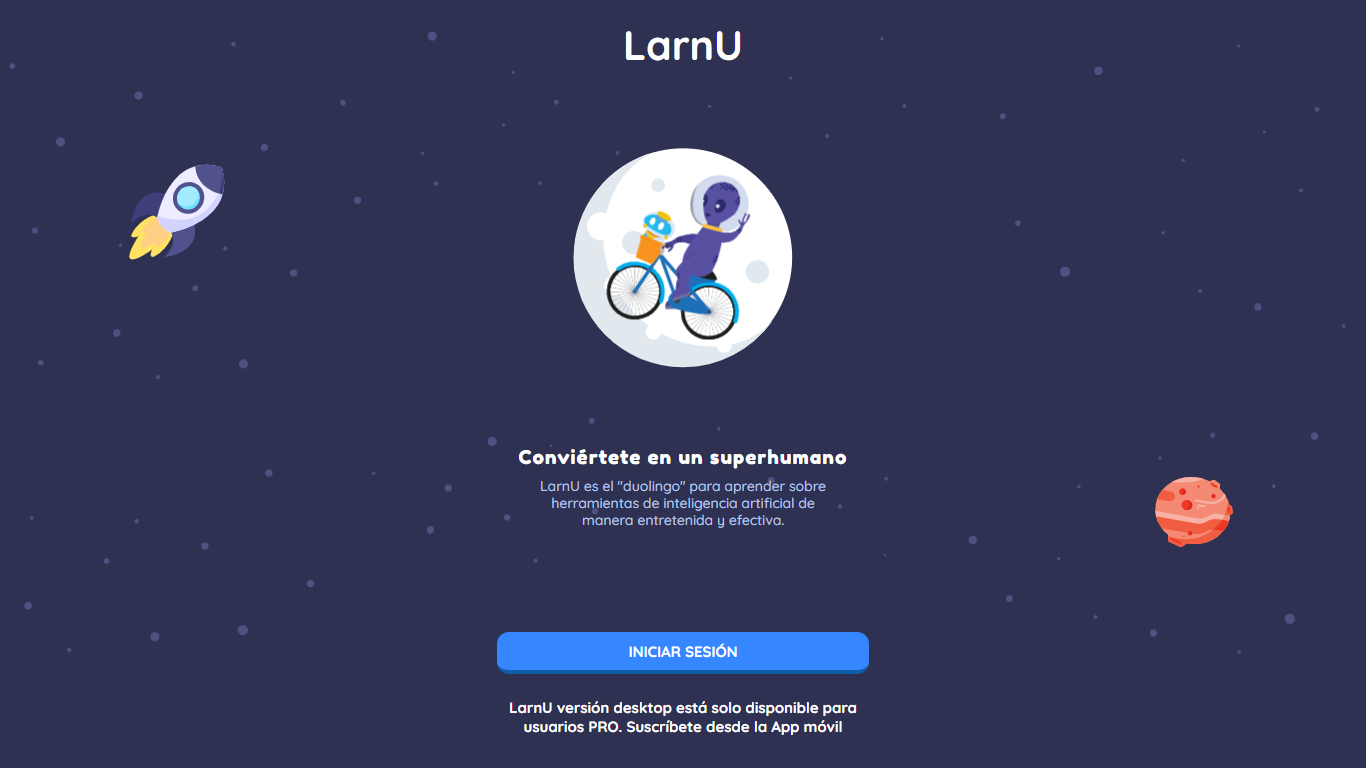 LarnU
Conviértete en un superhumano
LarnU es el "duolingo" para aprender sobre
herramientas de inteligencia artificial de
manera entretenida y efectiva.
INICIAR SESIÓN
LarnU versión desktop está solo disponible para
usuarios PRO. Suscríbete desde la App móvil